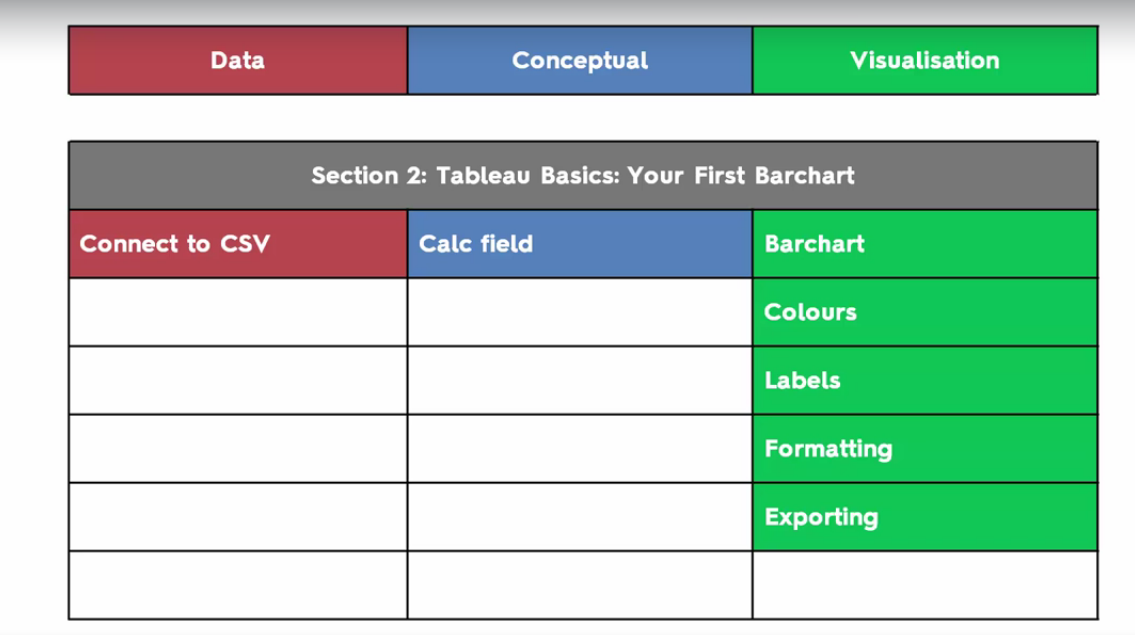 Data
Conceptual
Visualisation
Section 2: Tableau Basics: Your First Barchart
Connect to CSV
Calc field
Barchart
Colours
Labels
Formatting
Exporting